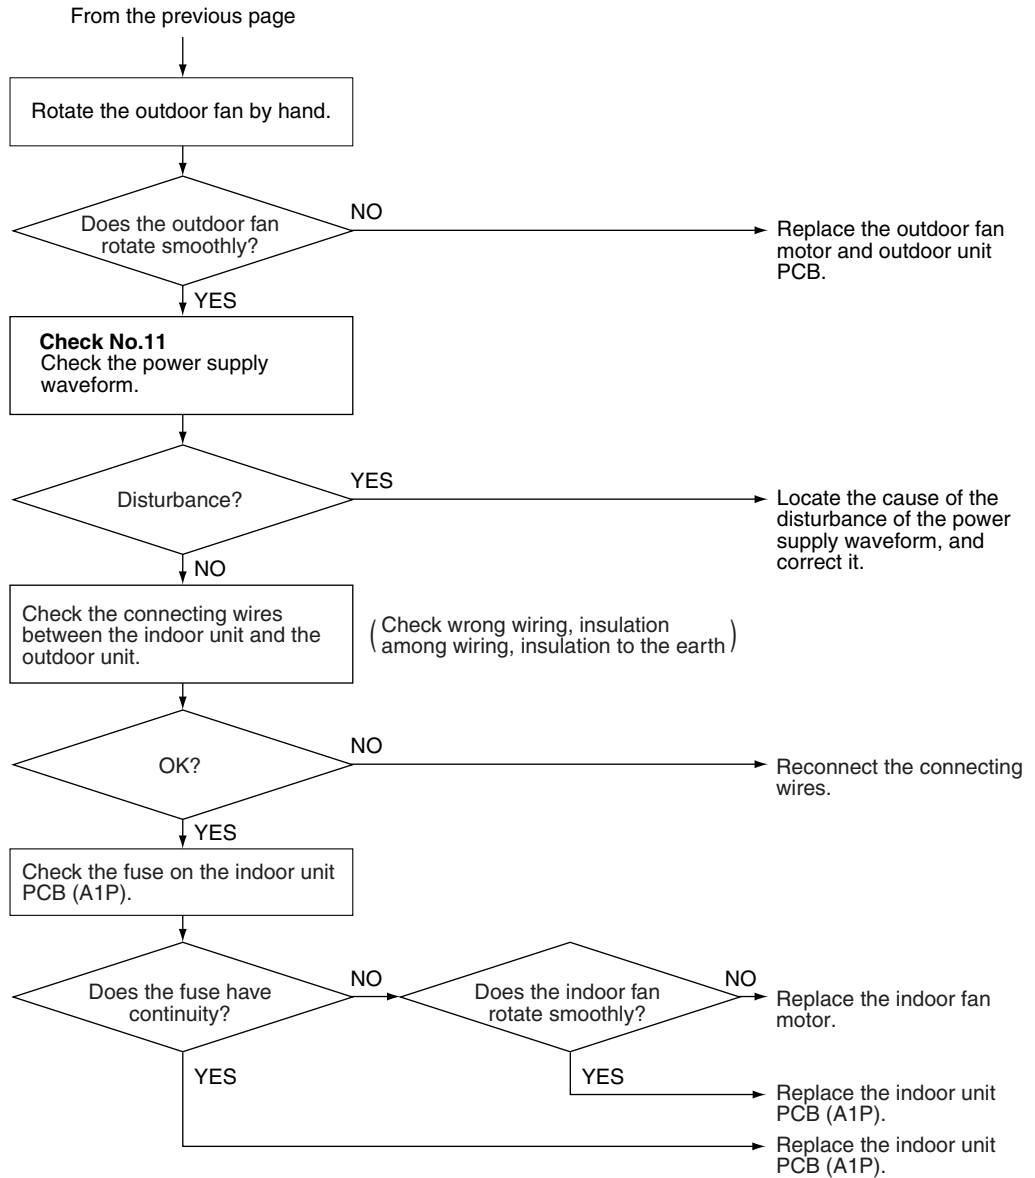 From the previous page
Rotate the outdoor fan by hand.
Does the outdoor fan
rotate smoothly?
NO
Replace the outdoor fan
motor and outdoor unit
PCB.
YES
Check No.11
Check the power supply
waveform.
Disturbance?
YES
Locate the cause of the
disturbance of the power
supply waveform, and
correct it.
NO
Check the connecting wires
between the indoor unit and the
outdoor unit.
(Check wrong wiring, insulation
among wiring, insulation to the earth)
OK?
NO
Reconnect the connecting
wires.
YES
Check the fuse on the indoor unit
PCB (A1P).
Does the fuse have
continuity?
NO
Does the indoor fan
rotate smoothly?
NO
Replace the indoor fan
motor.
YES
YES
Replace the indoor unit
PCB (A1P).
Replace the indoor unit
PCB (A1P).